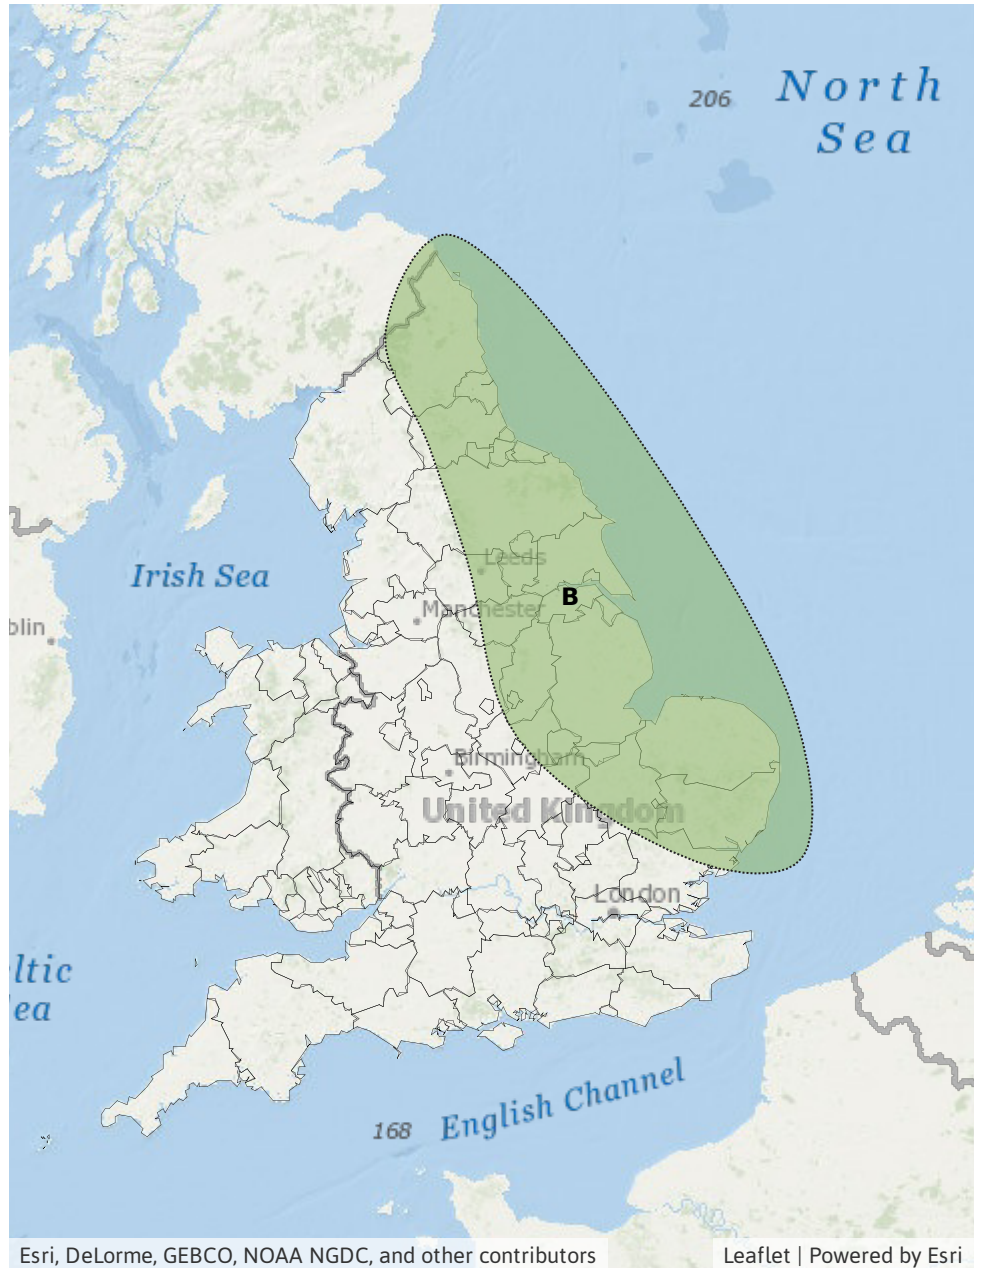 North
Sea
206
Leeds
Irish Sea
B
Manchester
blin
Birmingham
United Kingdom
London
ltic
ea
English Channel
168
Esri, DeLorme, GEBCO, NOAA NGDC, and other contributors
Leaflet | Powered by Esri